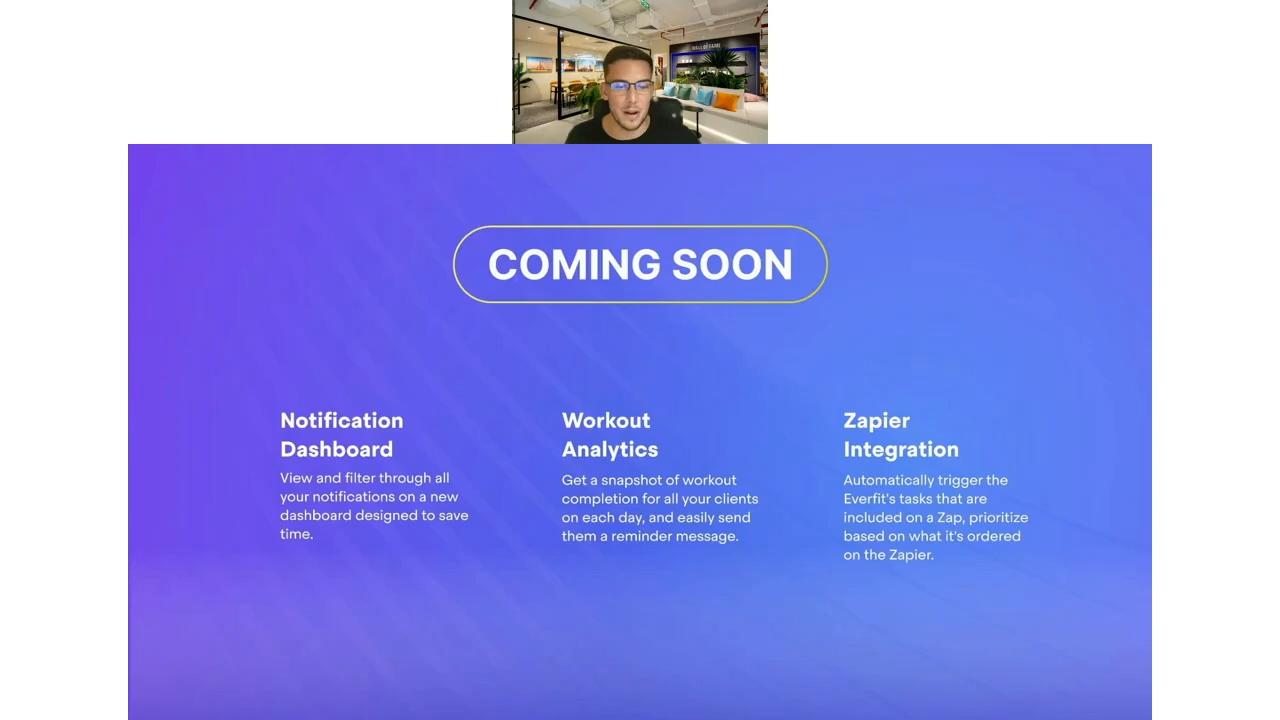 WALL OF FAME
COMING SOON
Notification
Dashboard
View and filter through all
your notifications on a new
dashboard designed to save
time.
Workout
Analytics
Get a snapshot of workout
completion for all your clients
on each day, and easily send
them a reminder message.
Zapier
Integration
Automatically trigger the
Everfit's tasks that are
included on a Zap, prioritize
based on what it's ordered
on the Zapier.